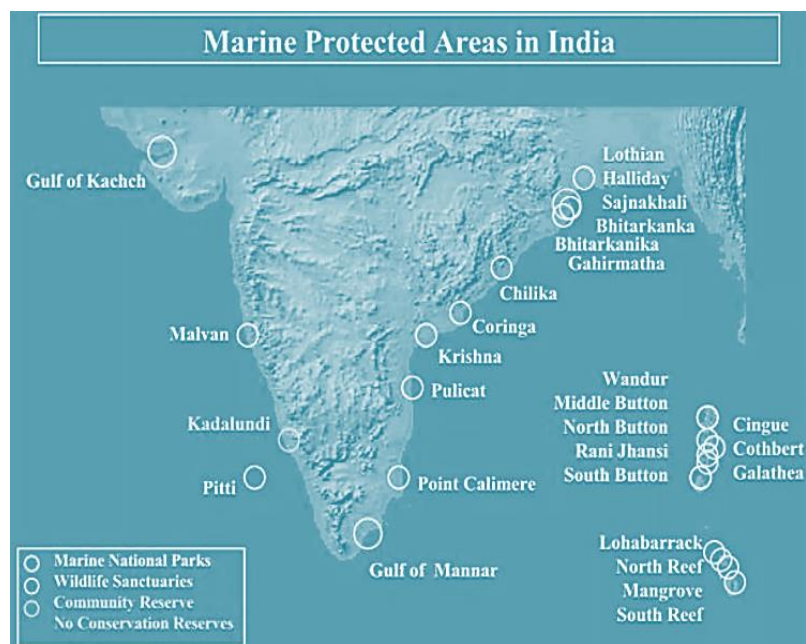 Marine Protected Areas in India
Lothian
Gulf of Kachch
Halliday
Sajnakhali
Bhitarkanka
Bhitarkanika
Gahirmatha
Chilika
Coringa
Malvan
Krishna
Wandur
Pulicat
Middle Button
North Button
Cingue
Kadalundi
Rani Jhansi
Cothbert
Pitti
Point Calimere
South Button
Galathea
Lohabarrack
Marine National Parks
Gulf of Mannar
North Reef
Wildlife Sanctuaries
Mangrove
Community Reserve
South Reef
No Conservation Reserves